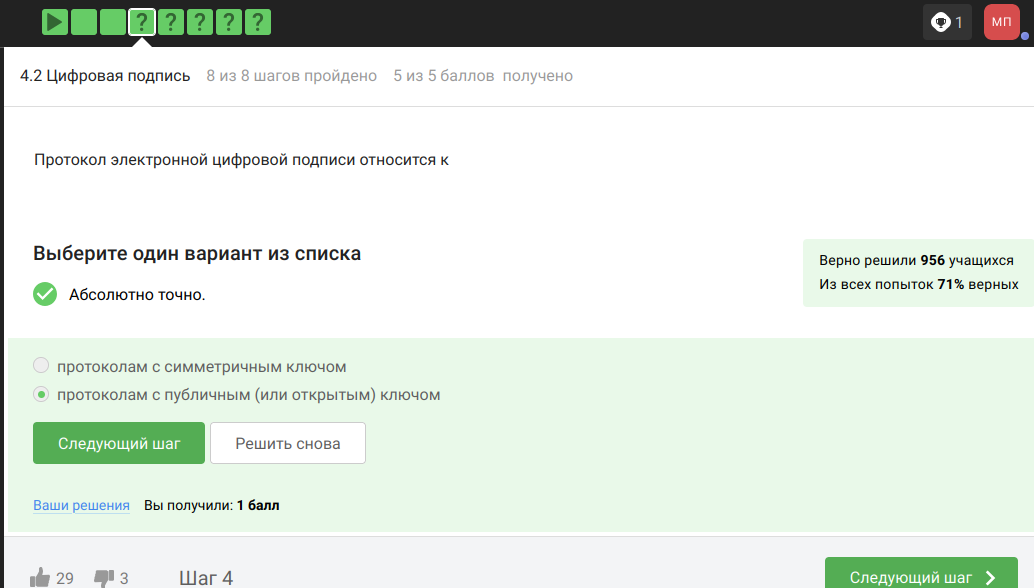 ? ? ? ? ?
1
МП
4.2 Цифровая подпись 8 из 8 шагов пройдено 5 из 5 баллов получено
Протокол электронной цифровой подписи относится к
Выберите один вариант из списка
Верно решили 956 учащихся
Из всех попыток 71% верных
Абсолютно точно.
протоколам с симметричным ключом
протоколам с публичным (или открытым) ключом
Следующий шаг Решить снова
Ваши решения Вы получили: 1 балл
29 3 Шаг 4 Следующий шаг